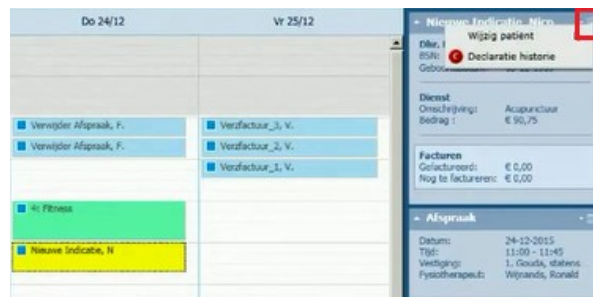 Do 24/12
Vr 25/12
Verwijder Afspraak, F.
Verwijder Afspraak, F.
4: Fitness
Nieuwe Indicatie, N
Verzfactuur_3, V.
Verzfactuur_2, V.
Verzfactuur_1, V.
Nieuwe Indicatie, Nico
Wijzig patient
Dhr.
BSN:
Declaratie historie
Dienst
Omschrijving: Acupunctuur
Bedrag : € 90,75
Facturen
Gefactureerd: € 0,00
Nog te factureren: € 0,00
Afspraak
Datum: 24-12-2015
Tijd: 11:00 - 11:45
Vestiging: 1. Gouda, statens
Fysiotherapeut: Wijnands, Ronald